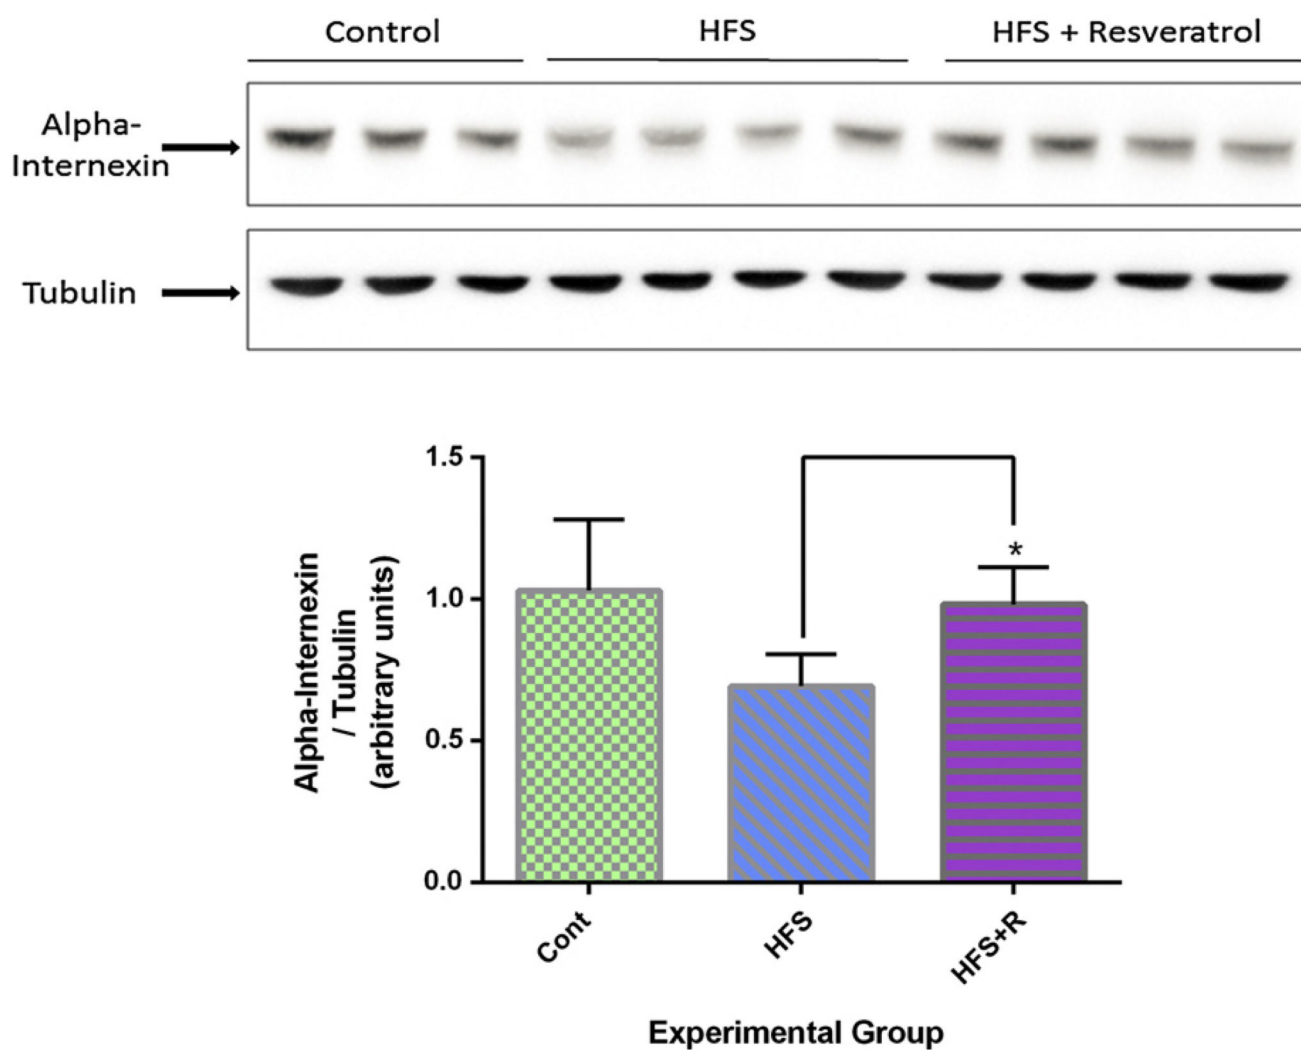 Control HFS HFS + Resveratrol
Alpha-
Internexin
Tubulin
1.5
1.0
0.5
0.0
Alpha-Internexin
/ Tubulin
(arbitrary units)
*
Cont HFS HFS+R
Experimental Group